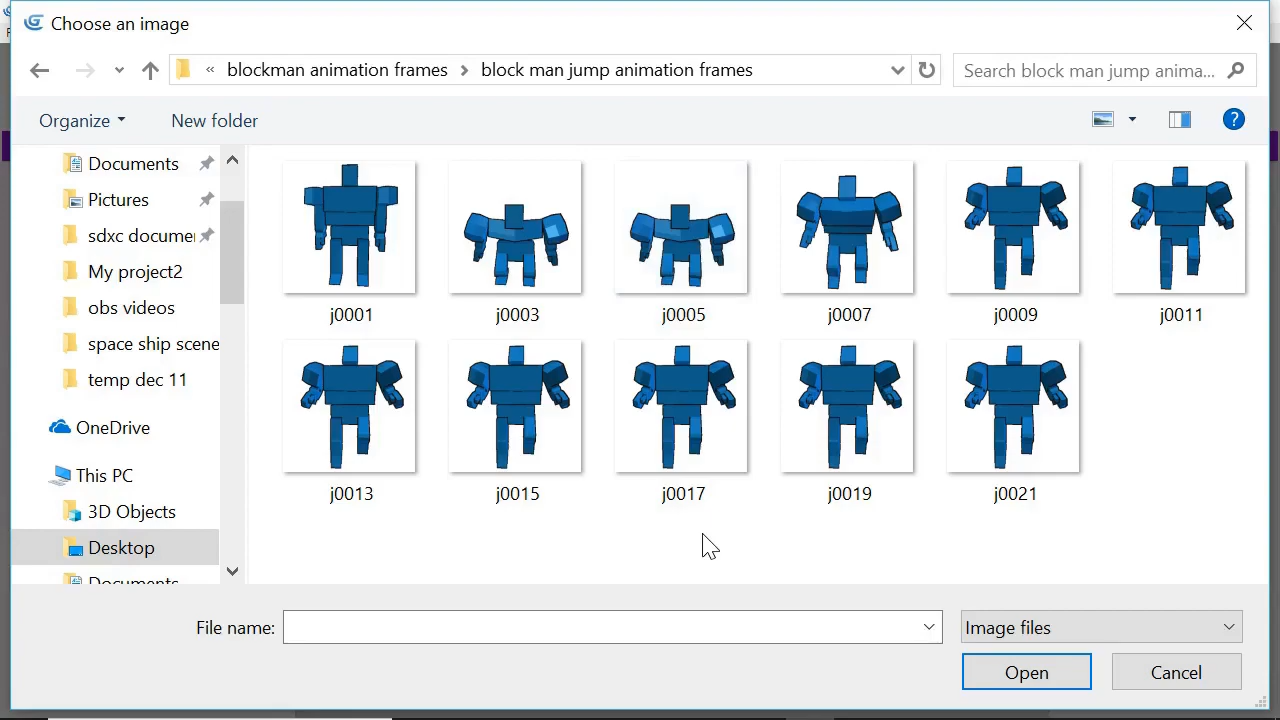 Choose an image
« blockman animation frames > block man jump animation frames
Search block man jump anima...
Organize
New folder
Documents
Pictures
sdxc documer
My project2
obs videos
space ship scene
temp dec 11
OneDrive
This PC
3D Objects
Desktop
Documents
j0001 j0003 j0005 j0007 j0009 j0011
j0013 j0015 j0017 j0019 j0021
File name:
Image files
Open
Cancel